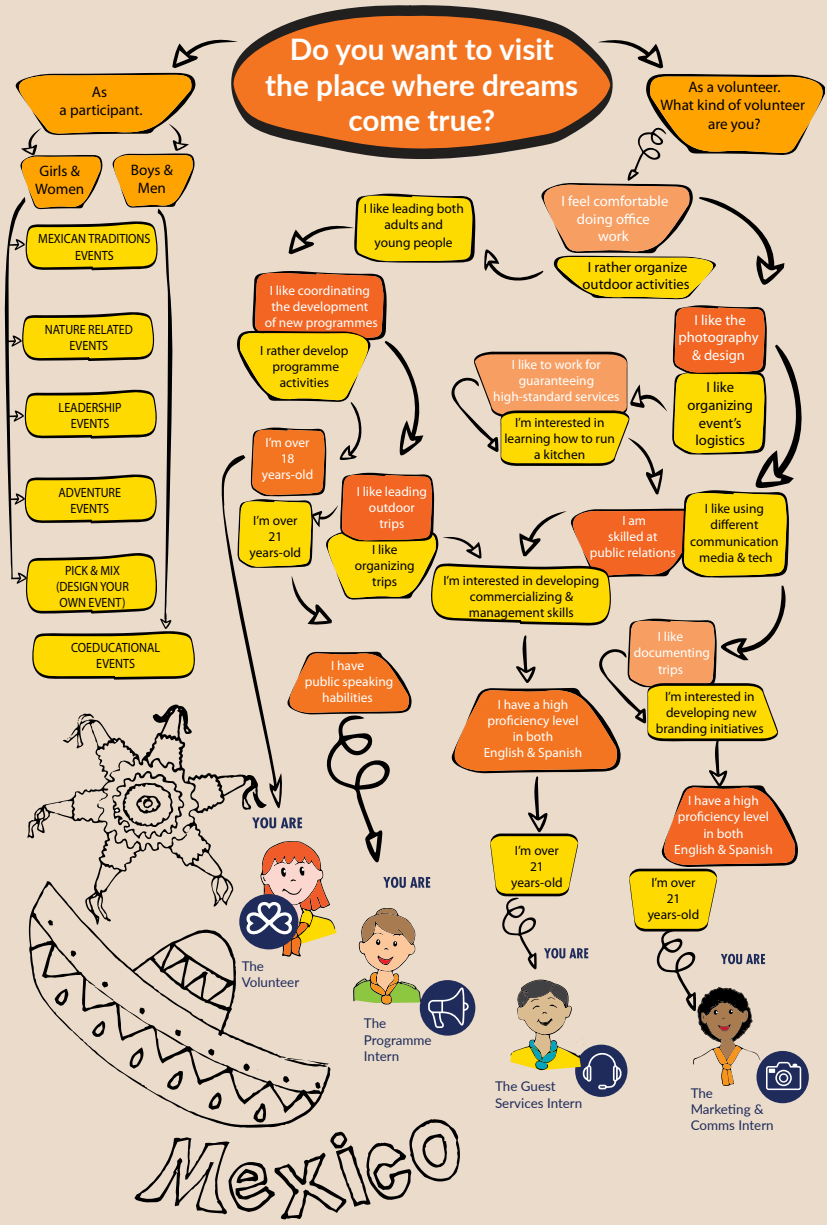 Do you want to visit
the place where dreams
come true?
As
a participant.
Girls &
Women
Boys &
Men
MEXICAN TRADITIONS
EVENTS
NATURE RELATED
EVENTS
LEADERSHIP
EVENTS
ADVENTURE
EVENTS
PICK & MIX
(DESIGN YOUR
OWN EVENT)
COEDUCATIONAL
EVENTS
As a volunteer.
What kind of volunteer
are you?
I feel comfortable
doing office
work
I rather organize
outdoor activities
I like leading both
adults and
young people
I like coordinating
the development
of new programmes
I rather develop
programme
activities
I'm over
18
years-old
I'm over
21
years-old
I like leading
outdoor
trips
I like
organizing
trips
I have
public speaking
habilities
I like the
photography
& design
I like
organizing
event's
logistics
I like to work for
guaranteeing
high-standard services
I'm interested in
learning how to run
a kitchen
I am
skilled at
public relations
I like using
different
communication
media & tech
I'm interested in developing
commercializing &
management skills
I have a high
proficiency level
in both
English & Spanish
I'm over
21
years-old
I like
documenting
trips
I'm interested in
developing new
branding initiatives
I have a high
proficiency level
in both
English & Spanish
I'm over
21
years-old
YOU ARE
The
Volunteer
YOU ARE
The
Programme
Intern
YOU ARE
The Guest
Services Intern
YOU ARE
The
Marketing &
Comms Intern
Mexico